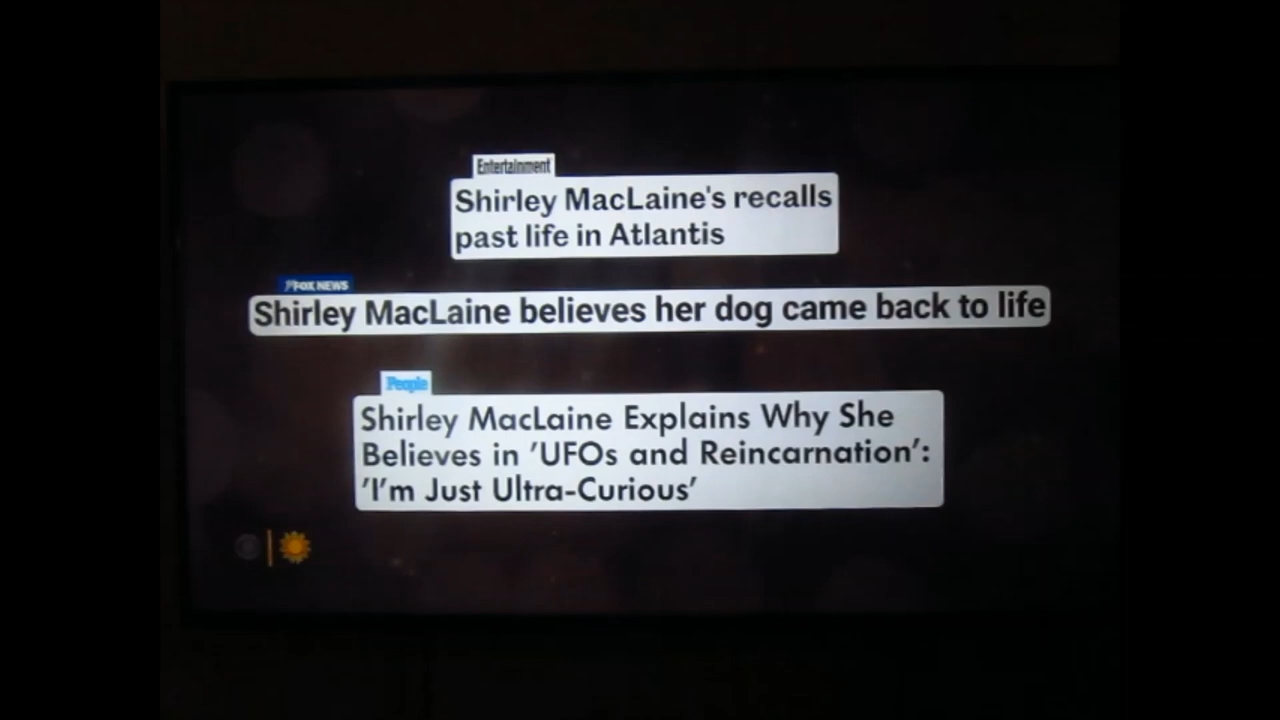 Entertainment
Shirley MacLaine's recalls
past life in Atlantis
FOX NEWS
Shirley MacLaine believes her dog came back to life
People
Shirley MacLaine Explains Why She
Believes in 'UFOs and Reincarnation':
'I'm Just Ultra-Curious'